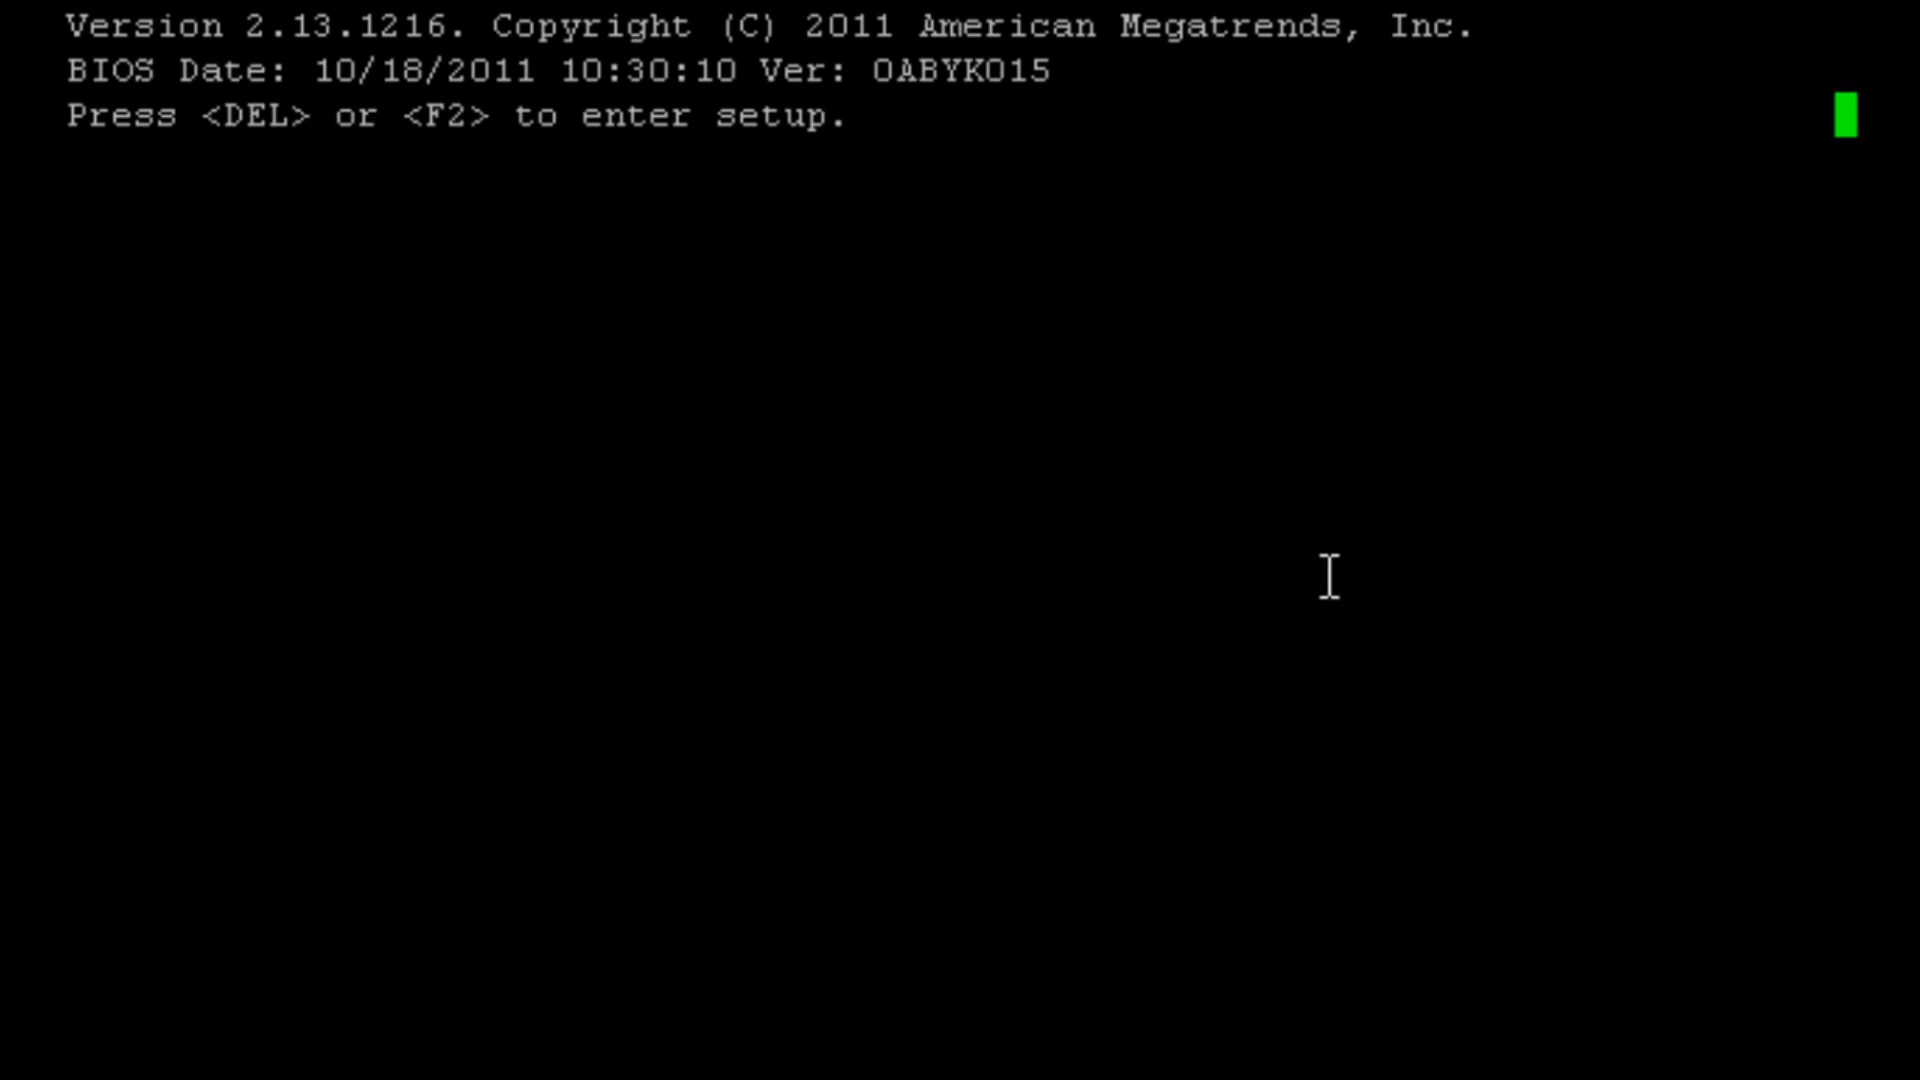 Version 2.13.1216. Copyright (C) 2011 American Megatrends, Inc.
BIOS Date: 10/18/2011 10:30:10 Ver: 0ABYK015
Press <DEL> or <F2> to enter setup.